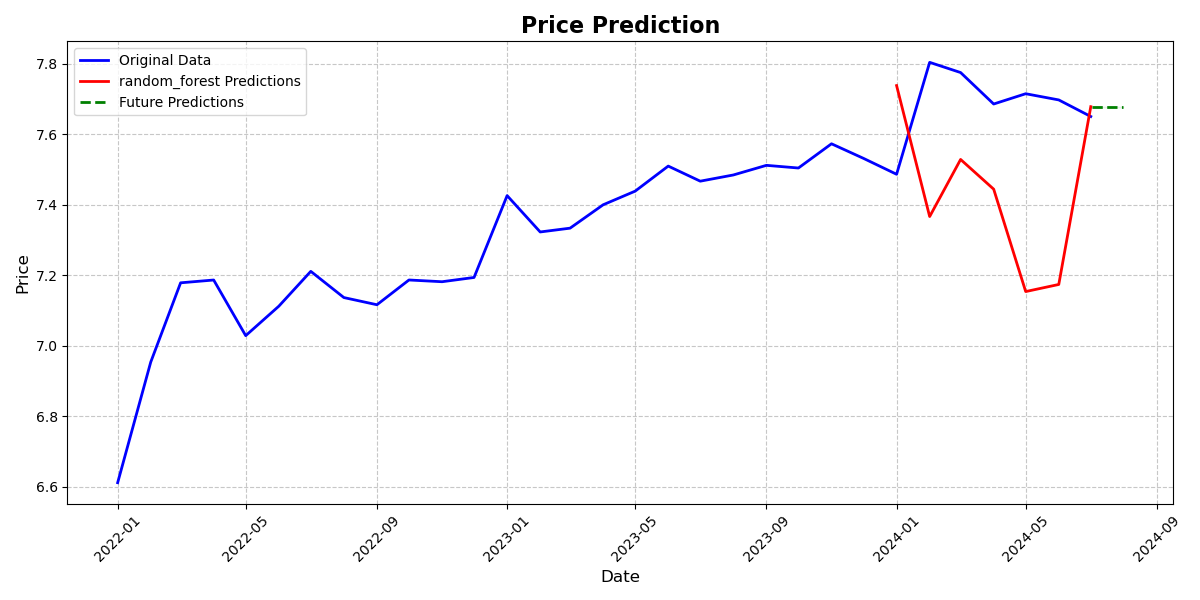 Price Prediction
Original Data
random_forest Predictions
Future Predictions
Price
7.8
7.6
7.4
7.2
7.0
6.8
6.6
2022-01
2022-05
2022-09
2023-01
2023-05
2023-09
2024-01
2024-05
2024-09
Date